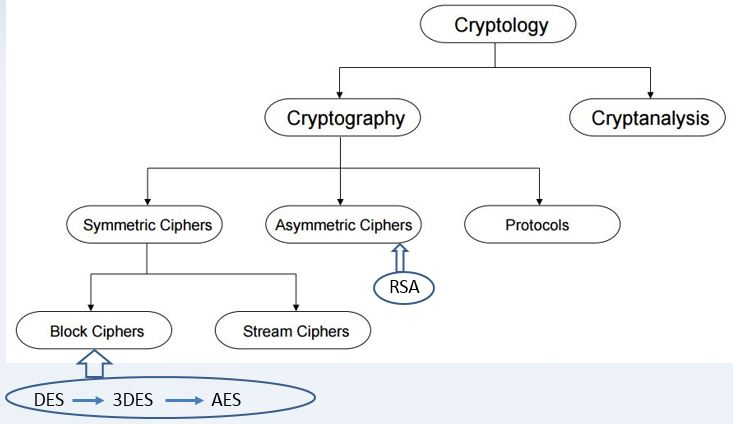 Cryptology
Cryptography
Cryptanalysis
Symmetric Ciphers
Asymmetric Ciphers
Protocols
RSA
Block Ciphers
Stream Ciphers
DES
3DES
AES